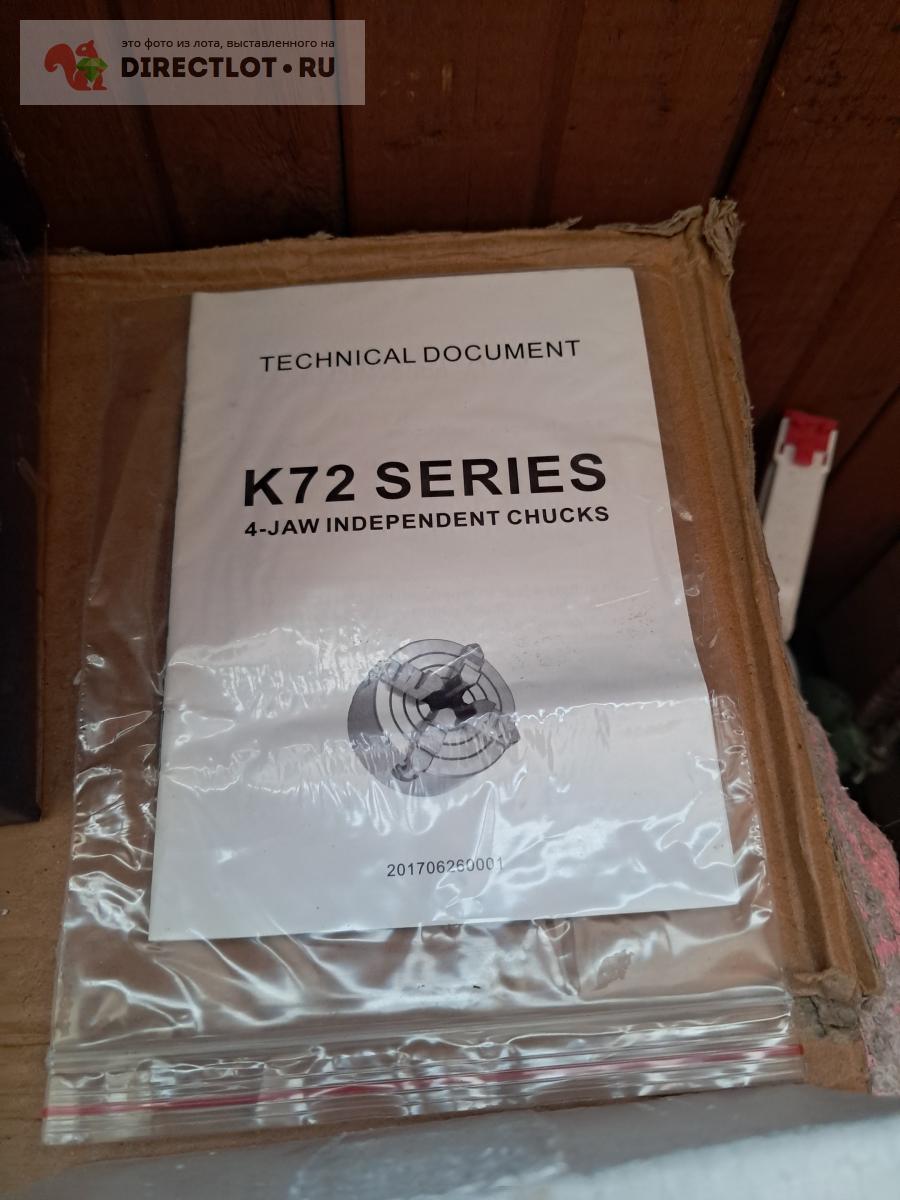 это фото из лота, выставленного на
DIRECTLOT•RU
TECHNICAL DOCUMENT
K72 SERIES
4-JAW INDEPENDENT CHUCKS
201706260001